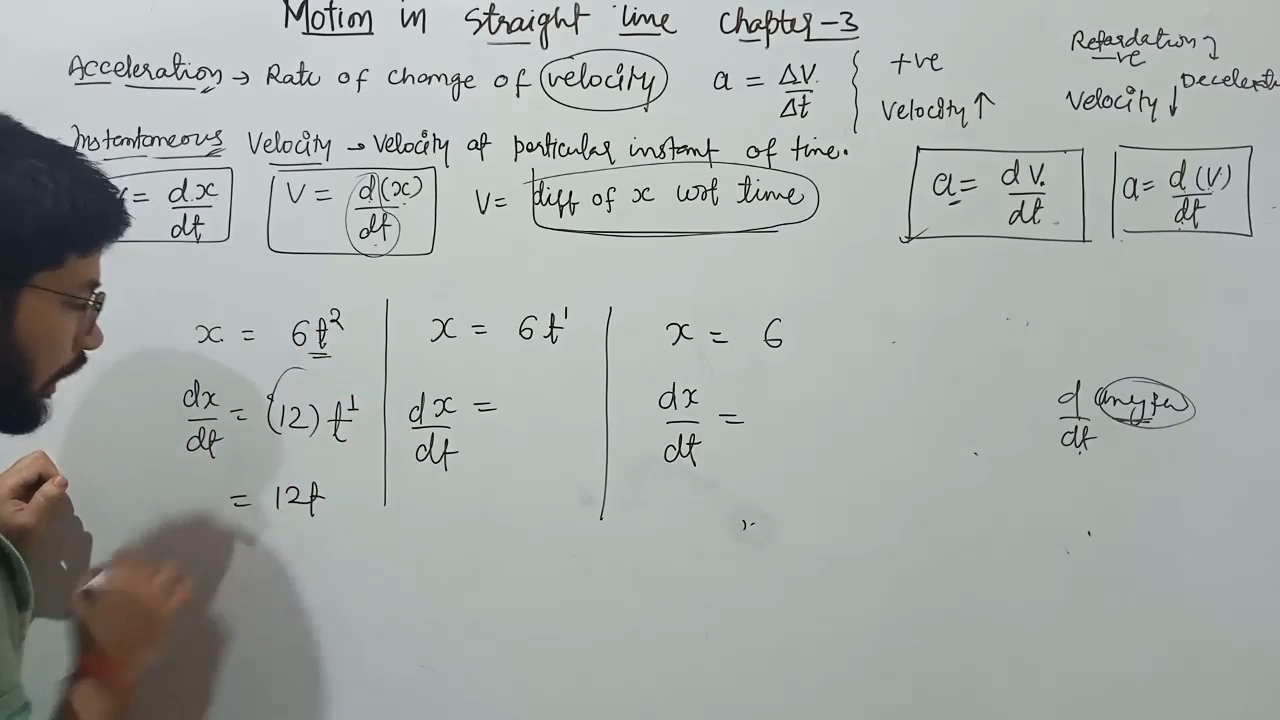 Motion in straight line Chapter-3
Acceleration → Rate of change of velocity a = ΔV/Δt { +ve Velocity ↑
Retardation -ve Velocity ↓
Instantaneous Velocity → Velocity at particular instant of time.
= dx/dt V = d(x)/dt V = diff of x wrt time a = dV/dt a = d(V)/dt
x = 6t² x = 6t¹ x = 6
dx/dt = (12)t¹ dx/dt = dx/dt = d/dt
= 12t